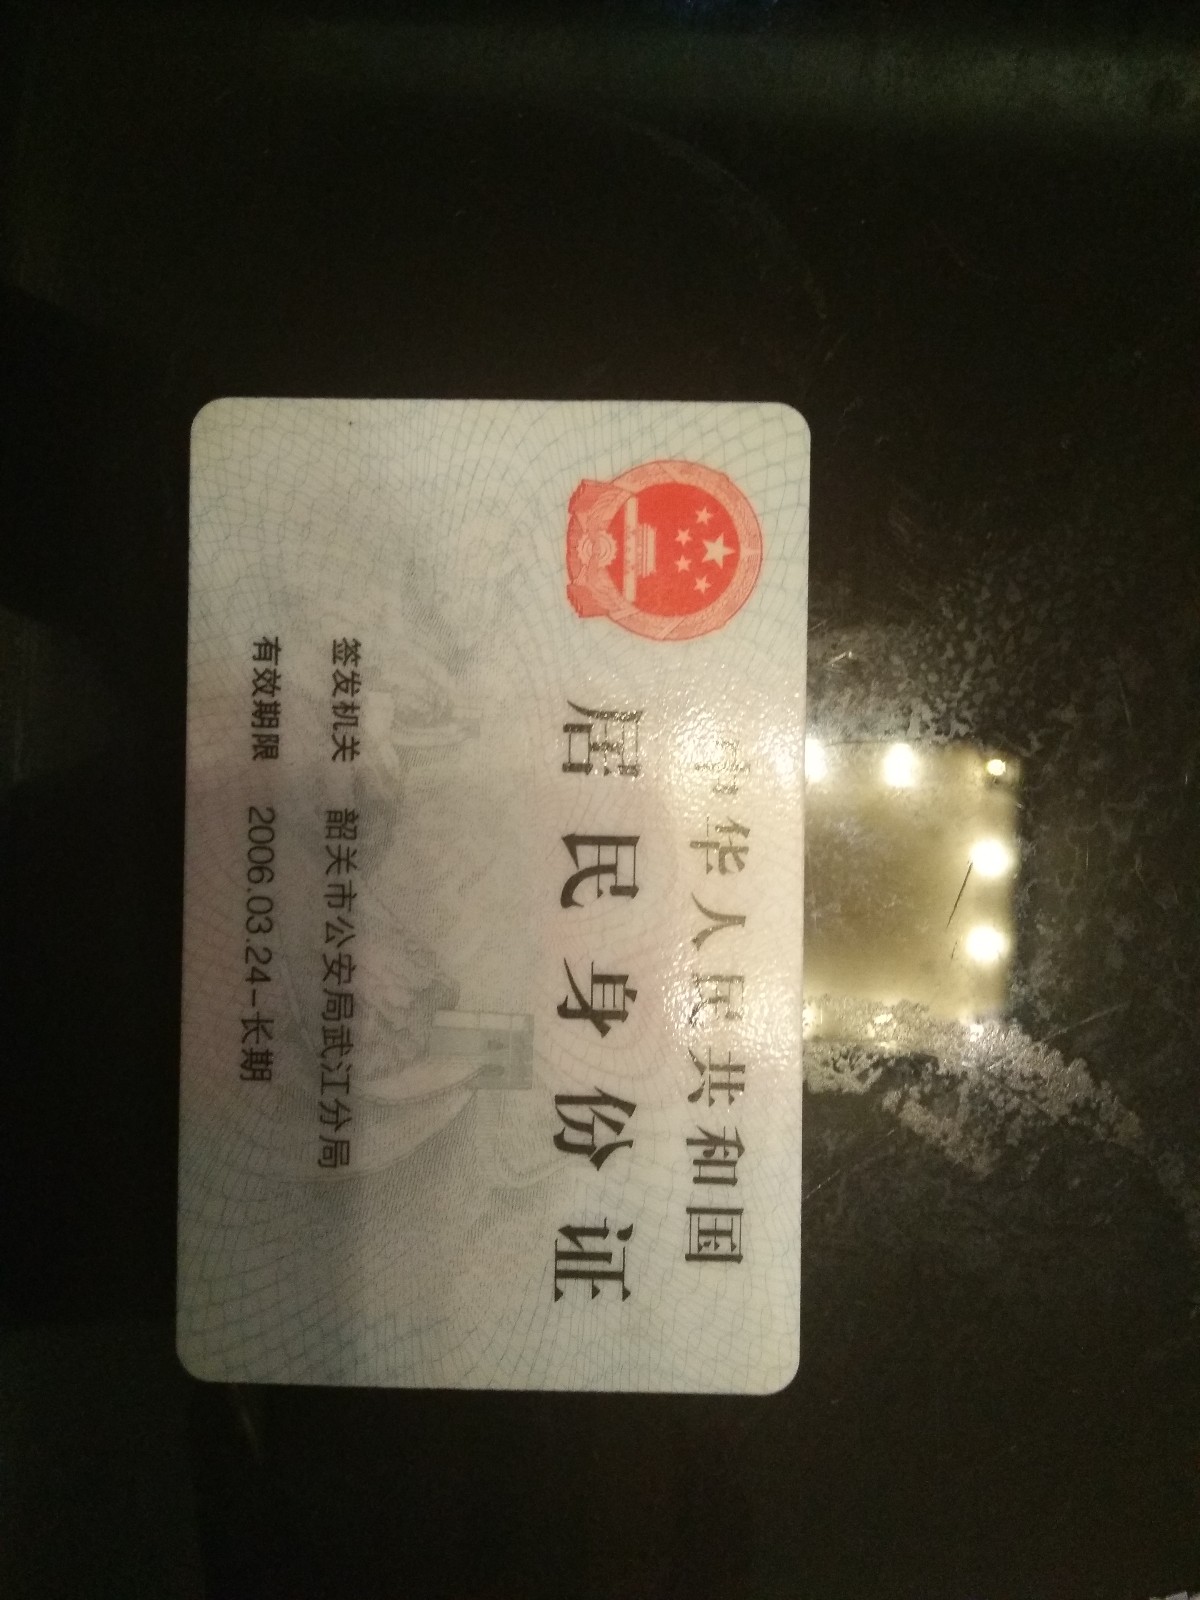 中华人民共和国
居民身份证
签发机关 韶关市公安局武江分局
有效期限 2006.03.24-长期